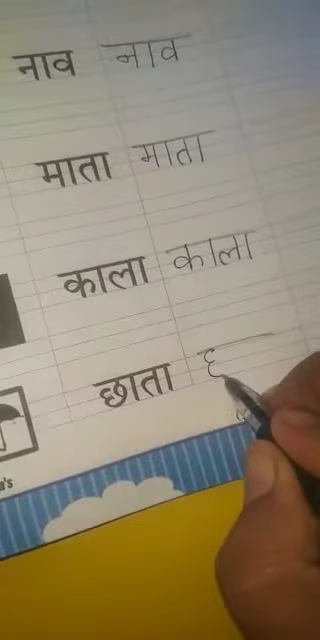 नाव नाव
माता माता
काला काला
छाता